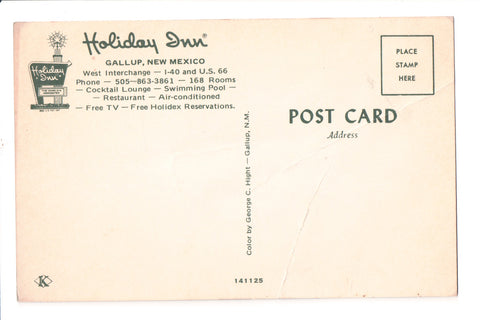 Holiday Inn®
GALLUP, NEW MEXICO
West Interchange — I-40 and U.S. 66
Phone — 505-863-3861 — 168 Rooms
— Cocktail Lounge — Swimming Pool —
— Restaurant — Air-conditioned
— Free TV — Free Holidex Reservations.
Holiday
Inn
PLACE
STAMP
HERE
POST CARD
Address
Color by George C. Hight — Gallup, N.M.
K
141125